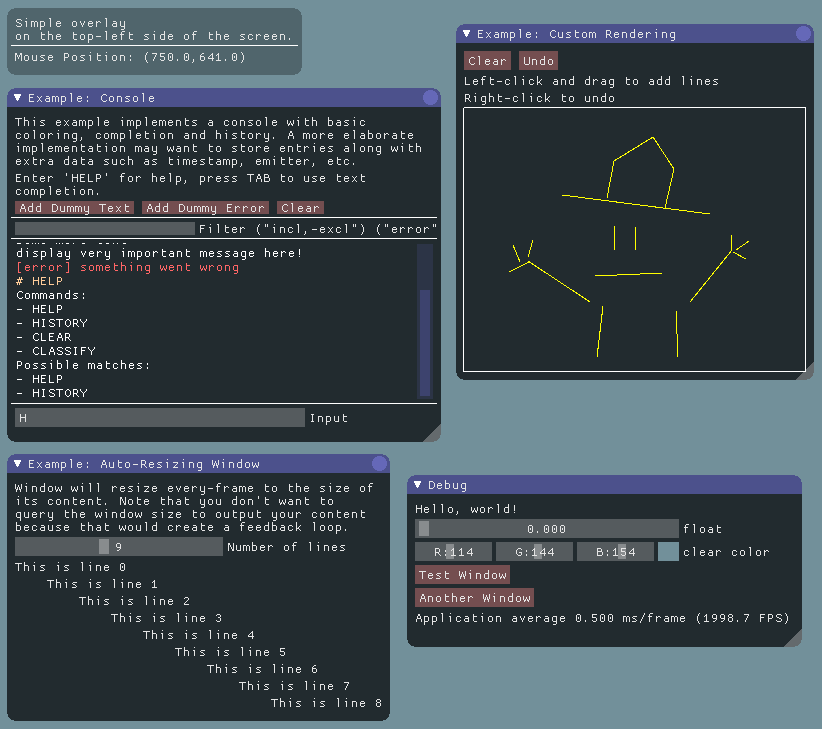 Simple overlay
on the top-left side of the screen.
Mouse Position: (750.0,641.0)
Example: Console
This example implements a console with basic
coloring, completion and history. A more elaborate
implementation may want to store entries along with
extra data such as timestamp, emitter, etc.
Enter 'HELP' for help, press TAB to use text
completion.
Add Dummy Text Add Dummy Error Clear
Filter ("incl,-excl") ("error"
display very important message here!
[error] something went wrong
# HELP
Commands:
- HELP
- HISTORY
- CLEAR
- CLASSIFY
Possible matches:
- HELP
- HISTORY
H Input
Example: Auto-Resizing Window
Window will resize every-frame to the size of
its content. Note that you don't want to
query the window size to output your content
because that would create a feedback loop.
9 Number of lines
This is line 0
This is line 1
This is line 2
This is line 3
This is line 4
This is line 5
This is line 6
This is line 7
This is line 8
Example: Custom Rendering
Clear Undo
Left-click and drag to add lines
Right-click to undo
Debug
Hello, world!
0.000 float
R:114 G:144 B:154 clear color
Test Window
Another Window
Application average 0.500 ms/frame (1998.7 FPS)